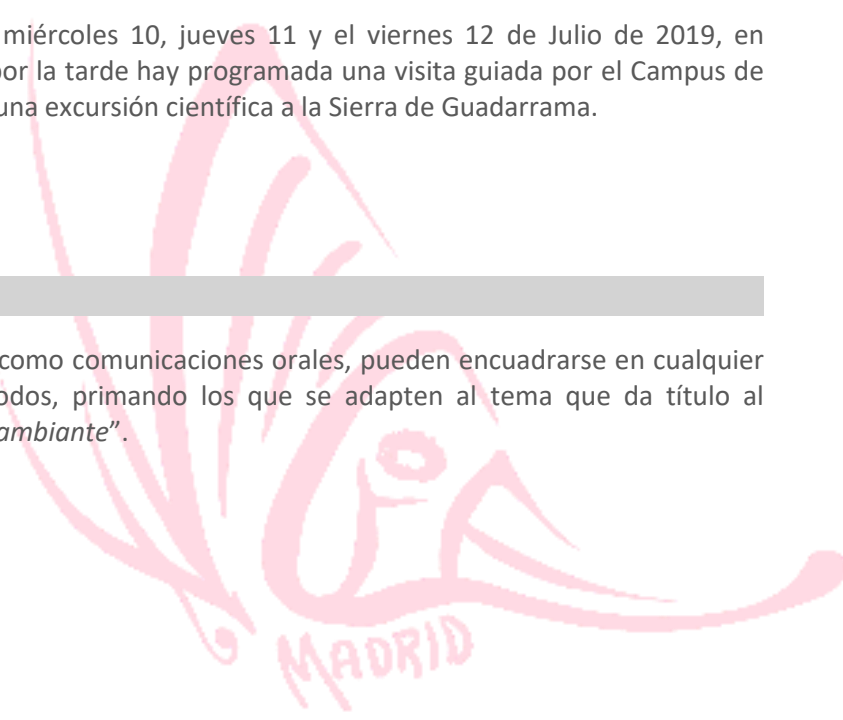 miércoles 10, jueves 11 y el viernes 12 de Julio de 2019, en
por la tarde hay programada una visita guiada por el Campus de
una excursión científica a la Sierra de Guadarrama.
como comunicaciones orales, pueden encuadrarse en cualquier
odos, primando los que se adapten al tema que da título al
ambiante”.
MADRID